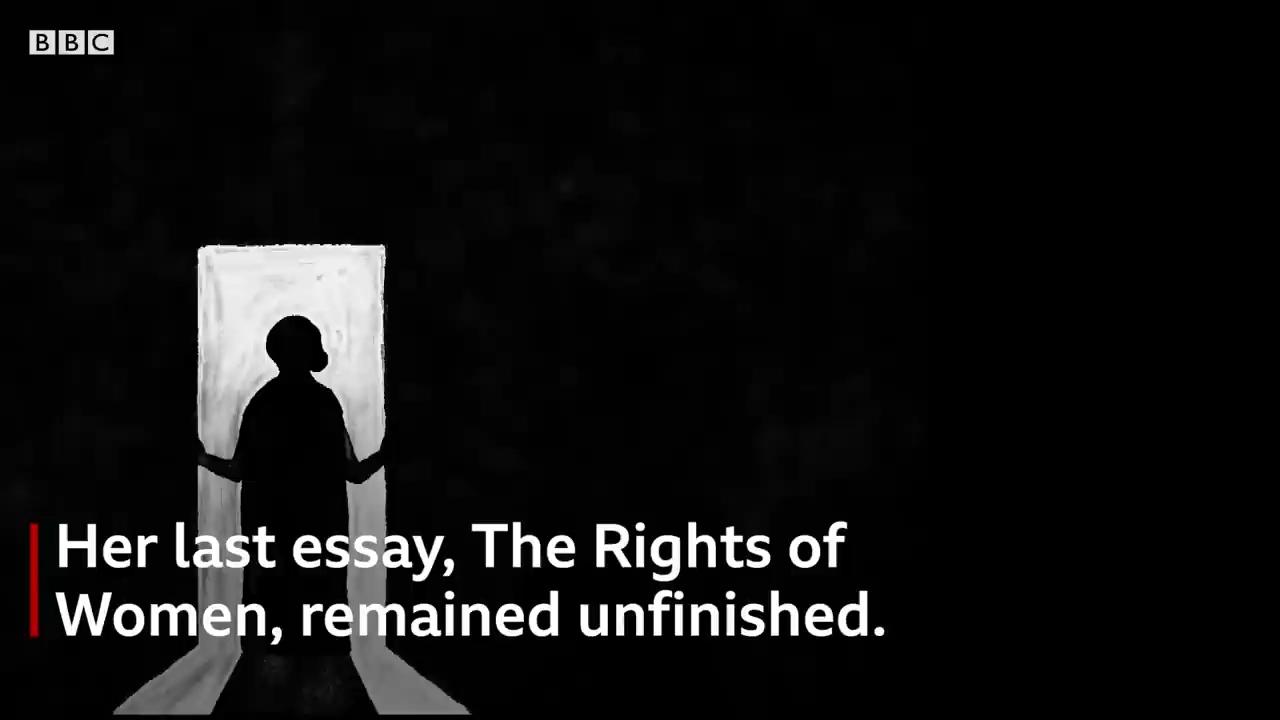 BBC
Her last essay, The Rights of
Women, remained unfinished.